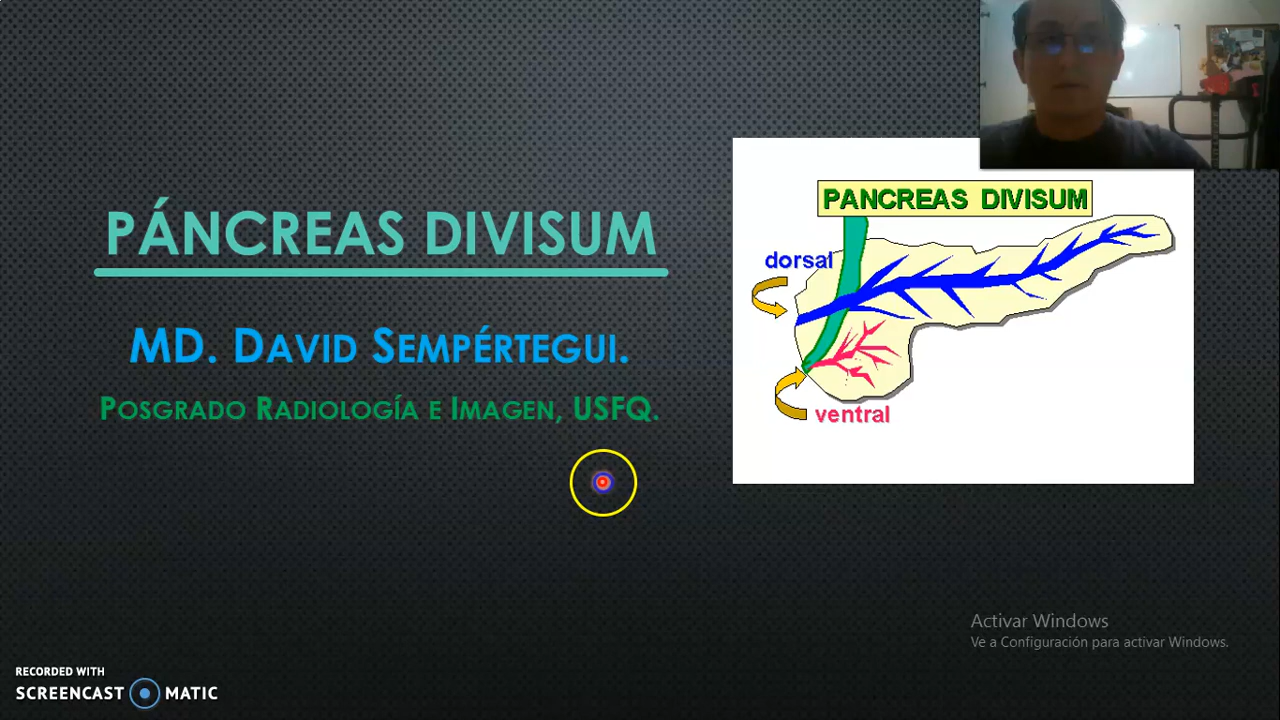 PÁNCREAS DIVISUM
MD. DAVID SEMPÉRTEGUI.
POSGRADO RADIOLOGÍA E IMAGEN, USFQ.
PANCREAS DIVISUM
dorsal
ventral
Activar Windows
Ve a Configuración para activar Windows.
RECORDED WITH
SCREENCAST MATIC